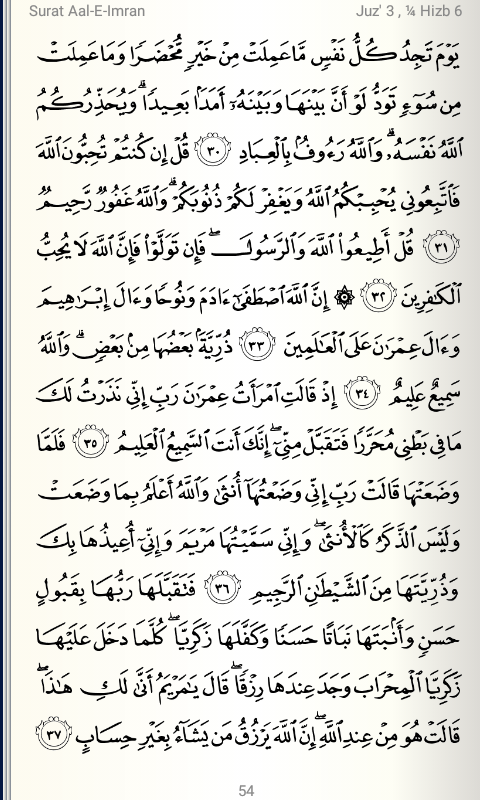 Surat Aal-E-Imran Juz' 3 , ¼ Hizb 6
يَوْمَ تَجِدُ كُلُّ نَفْسٍ مَّا عَمِلَتْ مِنْ خَيْرٍ مُّحْضَرًا وَمَا عَمِلَتْ
مِن سُوٓءٍ تَوَدُّ لَوْ أَنَّ بَيْنَهَا وَبَيْنَهُۥٓ أَمَدًۢا بَعِيدًا ۗ وَيُحَذِّرُكُمُ
ٱللَّهُ نَفْسَهُۥ ۗ وَٱللَّهُ رَءُوفٌۢ بِٱلْعِبَادِ ٣٠ قُلْ إِن كُنتُمْ تُحِبُّونَ ٱللَّهَ
فَٱتَّبِعُونِى يُحْبِبْكُمُ ٱللَّهُ وَيَغْفِرْ لَكُمْ ذُنُوبَكُمْ ۗ وَٱللَّهُ غَفُورٌ رَّحِيمٌ
٣١ قُلْ أَطِيعُوا۟ ٱللَّهَ وَٱلرَّسُولَ ۖ فَإِن تَوَلَّوْا۟ فَإِنَّ ٱللَّهَ لَا يُحِبُّ
ٱلْكَـٰفِرِينَ ٣٢ ۞ إِنَّ ٱللَّهَ ٱصْطَفَىٰٓ ءَادَمَ وَنُوحًا وَءَالَ إِبْرَٰهِيمَ
وَءَالَ عِمْرَٰنَ عَلَى ٱلْعَـٰلَمِينَ ٣٣ ذُرِّيَّةًۢ بَعْضُهَا مِنۢ بَعْضٍ ۗ وَٱللَّهُ
سَمِيعٌ عَلِيمٌ ٣٤ إِذْ قَالَتِ ٱمْرَأَتُ عِمْرَٰنَ رَبِّ إِنِّى نَذَرْتُ لَكَ
مَا فِى بَطْنِى مُحَرَّرًا فَتَقَبَّلْ مِنِّىٓ ۖ إِنَّكَ أَنتَ ٱلسَّمِيعُ ٱلْعَلِيمُ ٣٥ فَلَمَّا
وَضَعَتْهَا قَالَتْ رَبِّ إِنِّى وَضَعْتُهَآ أُنثَىٰ وَٱللَّهُ أَعْلَمُ بِمَا وَضَعَتْ
وَلَيْسَ ٱلذَّكَرُ كَٱلْأُنثَىٰ ۖ وَإِنِّى سَمَّيْتُهَا مَرْيَمَ وَإِنِّىٓ أُعِيذُهَا بِكَ
وَذُرِّيَّتَهَا مِنَ ٱلشَّيْطَـٰنِ ٱلرَّجِيمِ ٣٦ فَتَقَبَّلَهَا رَبُّهَا بِقَبُولٍ
حَسَنٍ وَأَنۢبَتَهَا نَبَاتًا حَسَنًا وَكَفَّلَهَا زَكَرِيَّا ۖ كُلَّمَا دَخَلَ عَلَيْهَا
زَكَرِيَّا ٱلْمِحْرَابَ وَجَدَ عِندَهَا رِزْقًا ۖ قَالَ يَـٰمَرْيَمُ أَنَّىٰ لَكِ هَـٰذَا ۖ
قَالَتْ هُوَ مِنْ عِندِ ٱللَّهِ ۖ إِنَّ ٱللَّهَ يَرْزُقُ مَن يَشَآءُ بِغَيْرِ حِسَابٍ ٣٧
54